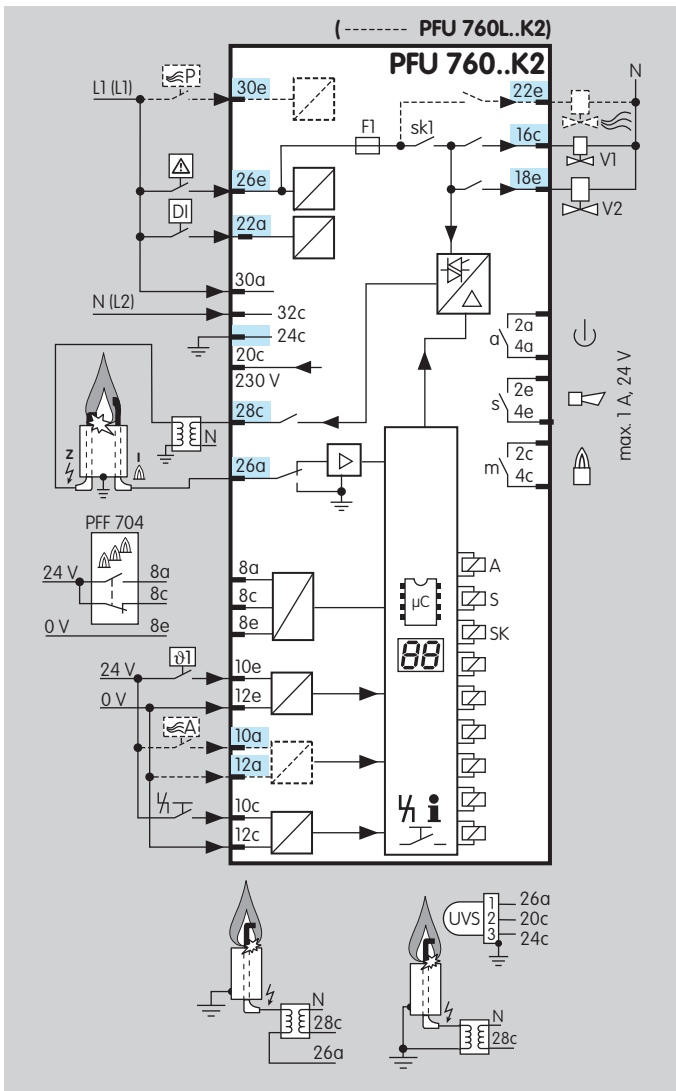 ( -------- PFU 760L..K2)
PFU 760..K2
N
L1 (L1)
P
30e
22e
F1
sk1
16c
V1
26e
18e
V2
DI
22a
30a
N (L2)
32c
24c
20c
230 V
28c
N
z
I
26a
a
2a
4a
s
2e
4e
m
2c
4c
max. 1 A, 24 V
PFF 704
24 V
8a
8c
0 V
8e
8a
8c
8e
A
S
SK
µC
88
24 V
ϑ1
10e
0 V
12e
A
10a
12a
10c
12c
i
UVS
1
2
3
26a
20c
24c
N
28c
26a
N
28c